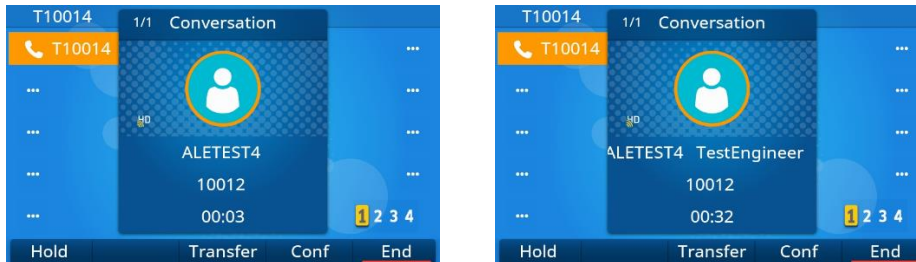 T10014
1/1 Conversation
T10014
...
...
HD
...
ALETEST4
...
...
10012
...
...
00:03
1 2 3 4
Hold Transfer Conf End
T10014
1/1 Conversation
T10014
...
...
HD
...
ALETEST4 TestEngineer
...
...
10012
...
...
00:32
1 2 3 4
Hold Transfer Conf End